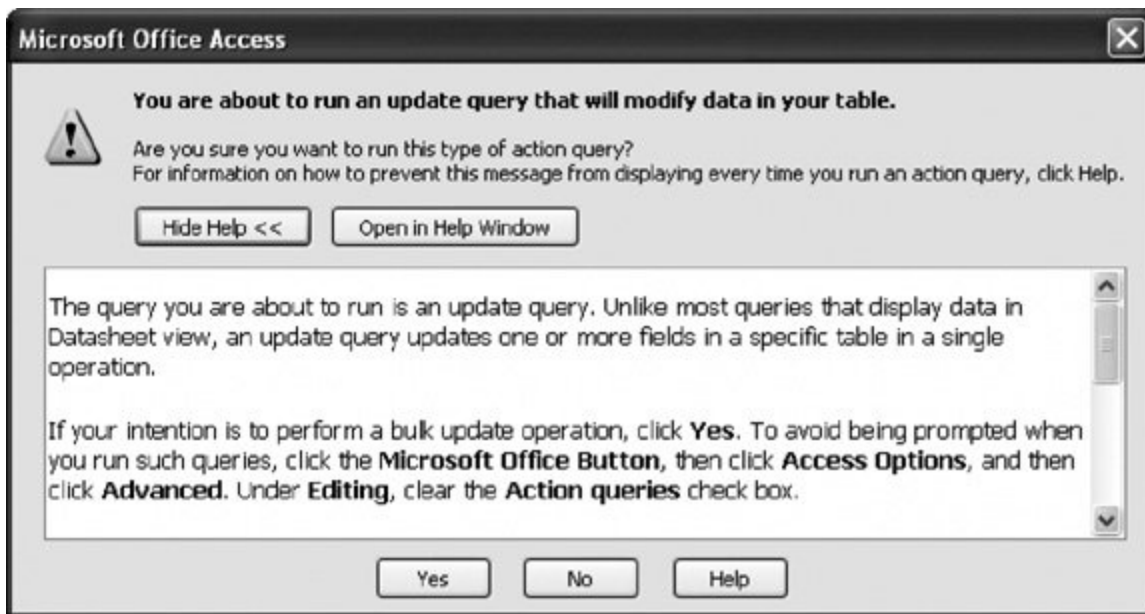 Microsoft Office Access
You are about to run an update query that will modify data in your table.
Are you sure you want to run this type of action query?
For information on how to prevent this message from displaying every time you run an action query, click Help.
Hide Help << Open in Help Window
The query you are about to run is an update query. Unlike most queries that display data in
Datasheet view, an update query updates one or more fields in a specific table in a single
operation.
If your intention is to perform a bulk update operation, click Yes. To avoid being prompted when
you run such queries, click the Microsoft Office Button, then click Access Options, and then
click Advanced. Under Editing, clear the Action queries check box.
Yes No Help